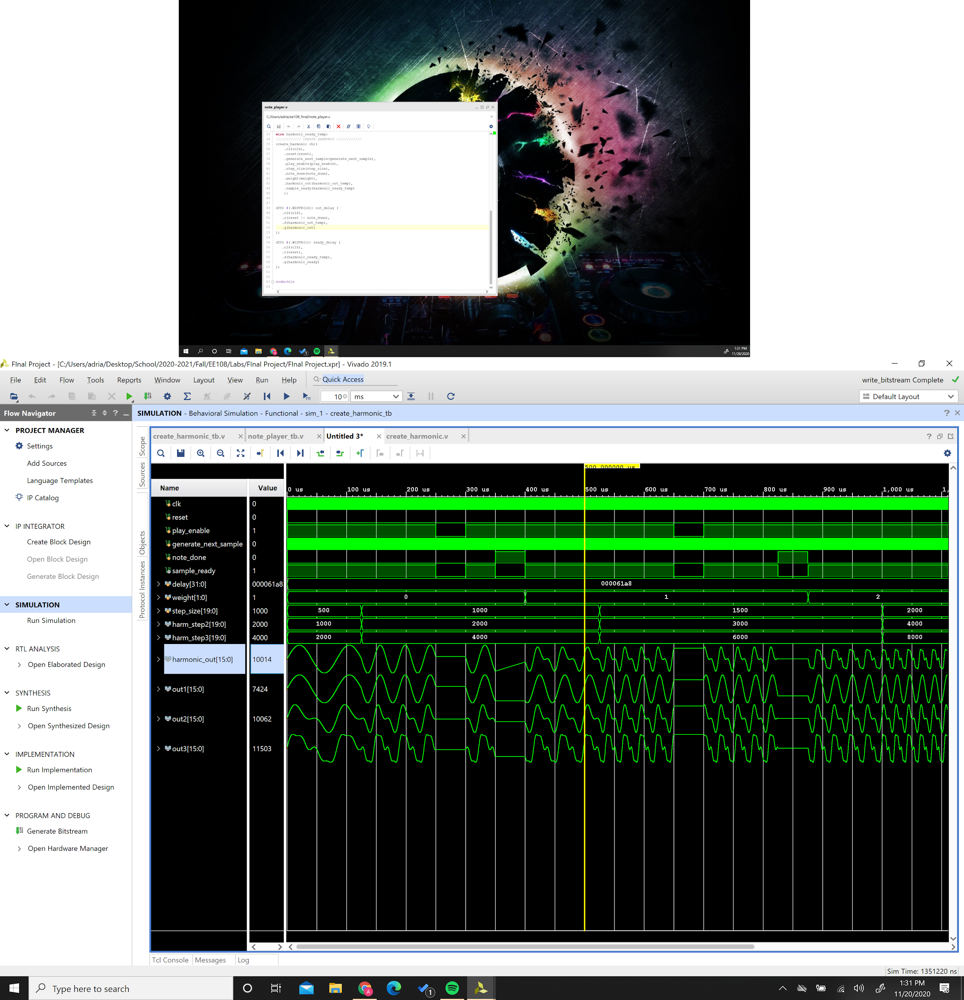 note_player.v
C:/Users/adria/ee108_final/note_player.v
33 wire harmonic_ready_temp;
34 //////////// CREATE HARMONCS ////////////
35 create_harmonic ch1(
36 .clk(clk),
37 .reset(reset),
38 .generate_next_sample(generate_next_sample),
39 .play_enable(play_enable),
40 .step_size(step_size),
41 .note_done(note_done),
42 .weight(weight),
43 .harmonic_out(harmonic_out_temp),
44 .sample_ready(harmonic_ready_temp)
45 );
46
47
48 dffr #(.WIDTH(16)) out_delay (
49 .clk(clk),
50 .r(reset || note_done),
51 .d(harmonic_out_temp),
52 .q(harmonic_out)
53 );
54
55 dffr #(.WIDTH(1)) ready_delay (
56 .clk(clk),
57 .r(reset),
58 .d(harmonic_ready_temp),
59 .q(harmonic_ready)
60 );
61
62
63 endmodule
64
1:31 PM
11/20/2020
FInal Project - [C:/Users/adria/Desktop/School/2020-2021/Fall/EE108/Labs/FInal Project/FInal Project.xpr] - Vivado 2019.1
File Edit Flow Tools Reports Window Layout View Run Help Quick Access write_bitstream Complete
10 ms Default Layout
Flow Navigator SIMULATION - Behavioral Simulation - Functional - sim_1 - create_harmonic_tb
PROJECT MANAGER
Settings
Add Sources
Language Templates
IP Catalog
IP INTEGRATOR
Create Block Design
Open Block Design
Generate Block Design
SIMULATION
Run Simulation
RTL ANALYSIS
Open Elaborated Design
SYNTHESIS
Run Synthesis
Open Synthesized Design
IMPLEMENTATION
Run Implementation
Open Implemented Design
PROGRAM AND DEBUG
Generate Bitstream
Open Hardware Manager
Scope
Sources
Objects
Protocol Instances
create_harmonic_tb.v note_player_tb.v Untitled 3* create_harmonic.v
500.000000 us
Name Value 0 us 100 us 200 us 300 us 400 us 500 us 600 us 700 us 800 us 900 us 1,000 us 1,
clk 0
reset 0
play_enable 1
generate_next_sample 0
note_done 0
sample_ready 1
delay[31:0] 000061a8 000061a8
weight[1:0] 1 0 1 2
step_size[19:0] 1000 500 1000 1500 2000
harm_step2[19:0] 2000 1000 2000 3000 4000
harm_step3[19:0] 4000 2000 4000 6000 8000
harmonic_out[15:0] 10014
out1[15:0] 7424
out2[15:0] 10062
out3[15:0] 11503
Tcl Console Messages Log
Sim Time: 1351220 ns
Type here to search
1
1:31 PM
11/20/2020